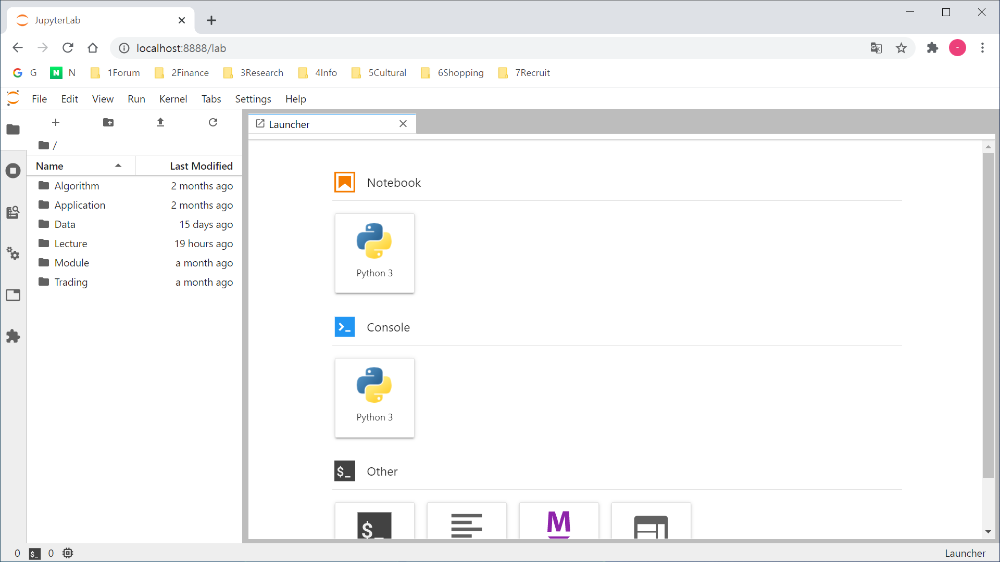 JupyterLab
localhost:8888/lab
G N 1Forum 2Finance 3Research 4Info 5Cultural 6Shopping 7Recruit
File Edit View Run Kernel Tabs Settings Help
Launcher
/
Name Last Modified
Algorithm 2 months ago
Application 2 months ago
Data 15 days ago
Lecture 19 hours ago
Module a month ago
Trading a month ago
Notebook
Python 3
Console
Python 3
$_ Other
$_ M
0 $_ 0 Launcher